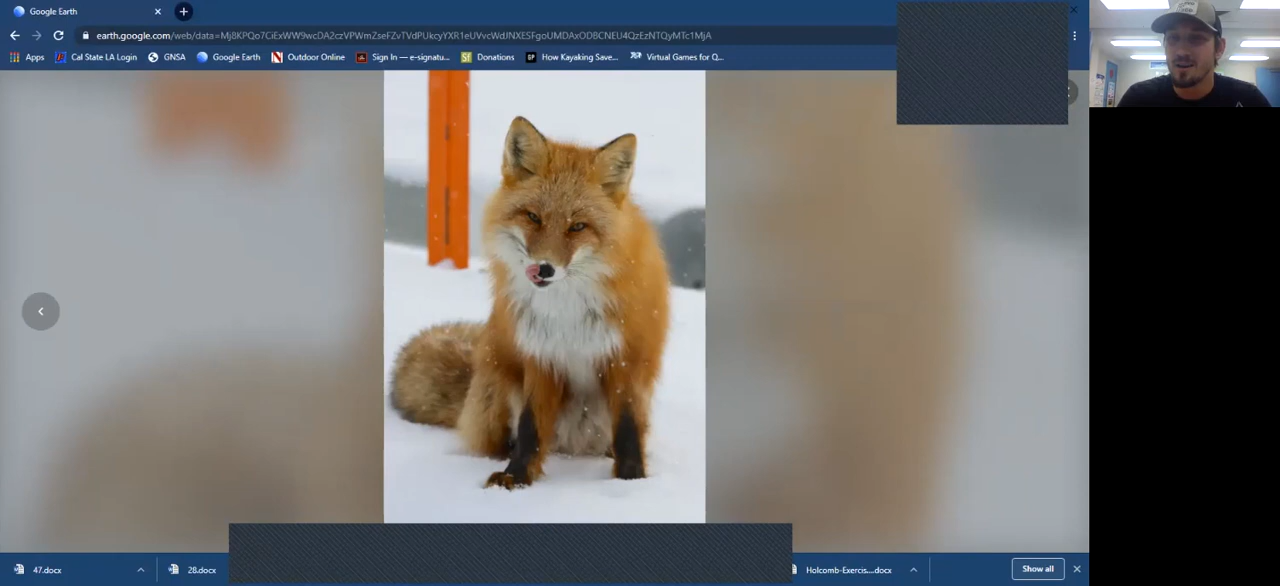 Google Earth
earth.google.com/web/data=Mj8KPQo7CiExWW9wcDA2czVPWmZseFZvTVdPUkcyYXR1eUVvcWdJNXESFgoUMDAxODBCNEU4QzEzNTQyMTc1MjA
Apps Cal State LA Login GNSA Google Earth Outdoor Online Sign In — e-signatu... Donations How Kayaking Save... Virtual Games for Q...
47.docx 28.docx Holcomb-Exercis....docx Show all